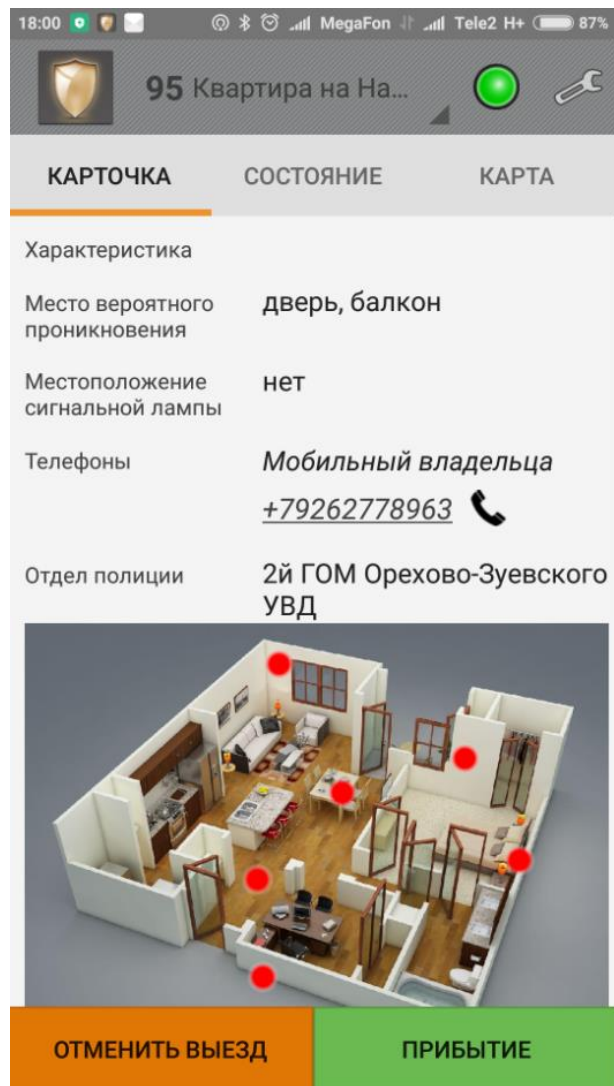 18:00 MegaFon Tele2 H+ 87%
95 Квартира на На...
КАРТОЧКА СОСТОЯНИЕ КАРТА
Характеристика
Место вероятного дверь, балкон
проникновения
Местоположение нет
сигнальной лампы
Телефоны Мобильный владельца
+79262778963
Отдел полиции 2й ГОМ Орехово-Зуевского
УВД
ОТМЕНИТЬ ВЫЕЗД ПРИБЫТИЕ